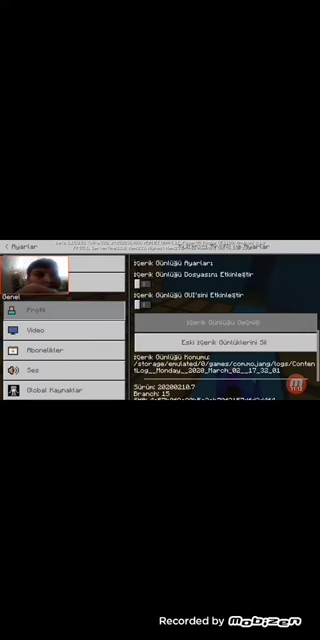 Ayarlar
Ayarlar
İçerik Günlüğü Ayarları
İçerik Günlüğü Dosyasını Etkinleştir
Genel
İçerik Günlüğü GUI'sini Etkinleştir
Profil
İçerik Günlüğü Geçmişi
Video
Eski İçerik Günlüklerini Sil
Abonelikler
İçerik Günlüğü Konumu:
/storage/emulated/0/games/com.mojang/logs/Conten
tLog__Monday__2020_March_02__17_32_01
Ses
Sürüm: 20200210.7
Global Kaynaklar
Branch: 15
11:12
Recorded by Mobizen